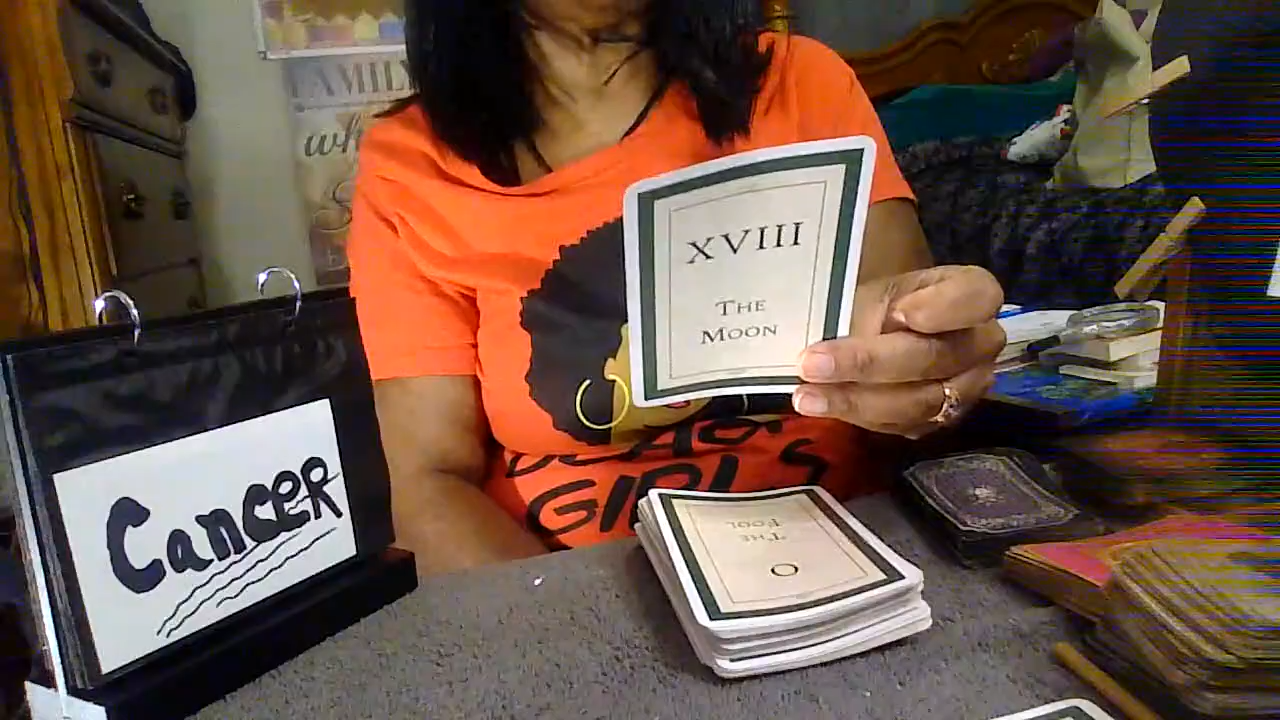 FAMILY
XVIII
THE
MOON
GIRLS
CanceR
THE
FOOL
O